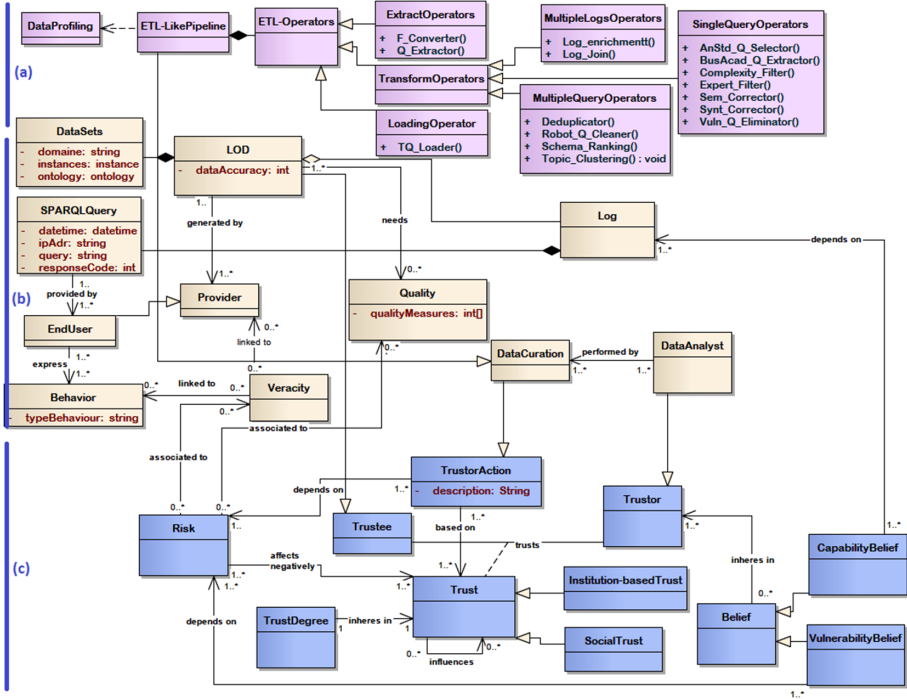 (a)
DataProfiling
ETL-LikePipeline
ETL-Operators
ExtractOperators
+ F_Converter()
+ Q_Extractor()
TransformOperators
LoadingOperator
+ TQ_Loader()
MultipleLogsOperators
+ Log_enrichmentt()
+ Log_Join()
MultipleQueryOperators
+ Deduplicator()
+ Robot_Q_Cleaner()
+ Schema_Ranking()
+ Topic_Clustering() : void
SingleQueryOperators
+ AnStd_Q_Selector()
+ BusAcad_Q_Extractor()
+ Complexity_Filter()
+ Expert_Filter()
+ Sem_Corrector()
+ Synt_Corrector()
+ Vuln_Q_Eliminator()
(b)
DataSets
- domaine: string
- instances: instance
- ontology: ontology
LOD
- dataAccuracy: int
1..*
1..
generated by
1..*
needs
0..*
SPARQLQuery
- datetime: datetime
- ipAdr: string
- query: string
- responseCode: int
1..
provided by
1..*
Log
1..*
depends on
Provider
0..*
linked to
0..*
Quality
- qualityMeasures: int[]
0..*
EndUser
1..*
express
1..*
Behavior
- typeBehaviour: string
0..*
linked to
0..*
0..*
Veracity
associated to
DataCuration
1..*
performed by
1..*
DataAnalyst
(c)
associated to
0..*
0..*
TrustorAction
- description: String
1..*
depends on
1..
1..*
based on
1..*
Risk
1..*
1..*
affects
negatively
1..*
Trustee
trusts
Trustor
1..*
inheres in
0..*
Trust
0..*
influences
0..*
TrustDegree
1
inheres in
1
Institution-basedTrust
SocialTrust
Belief
CapabilityBelief
1..*
VulnerabilityBelief
1..*
depends on